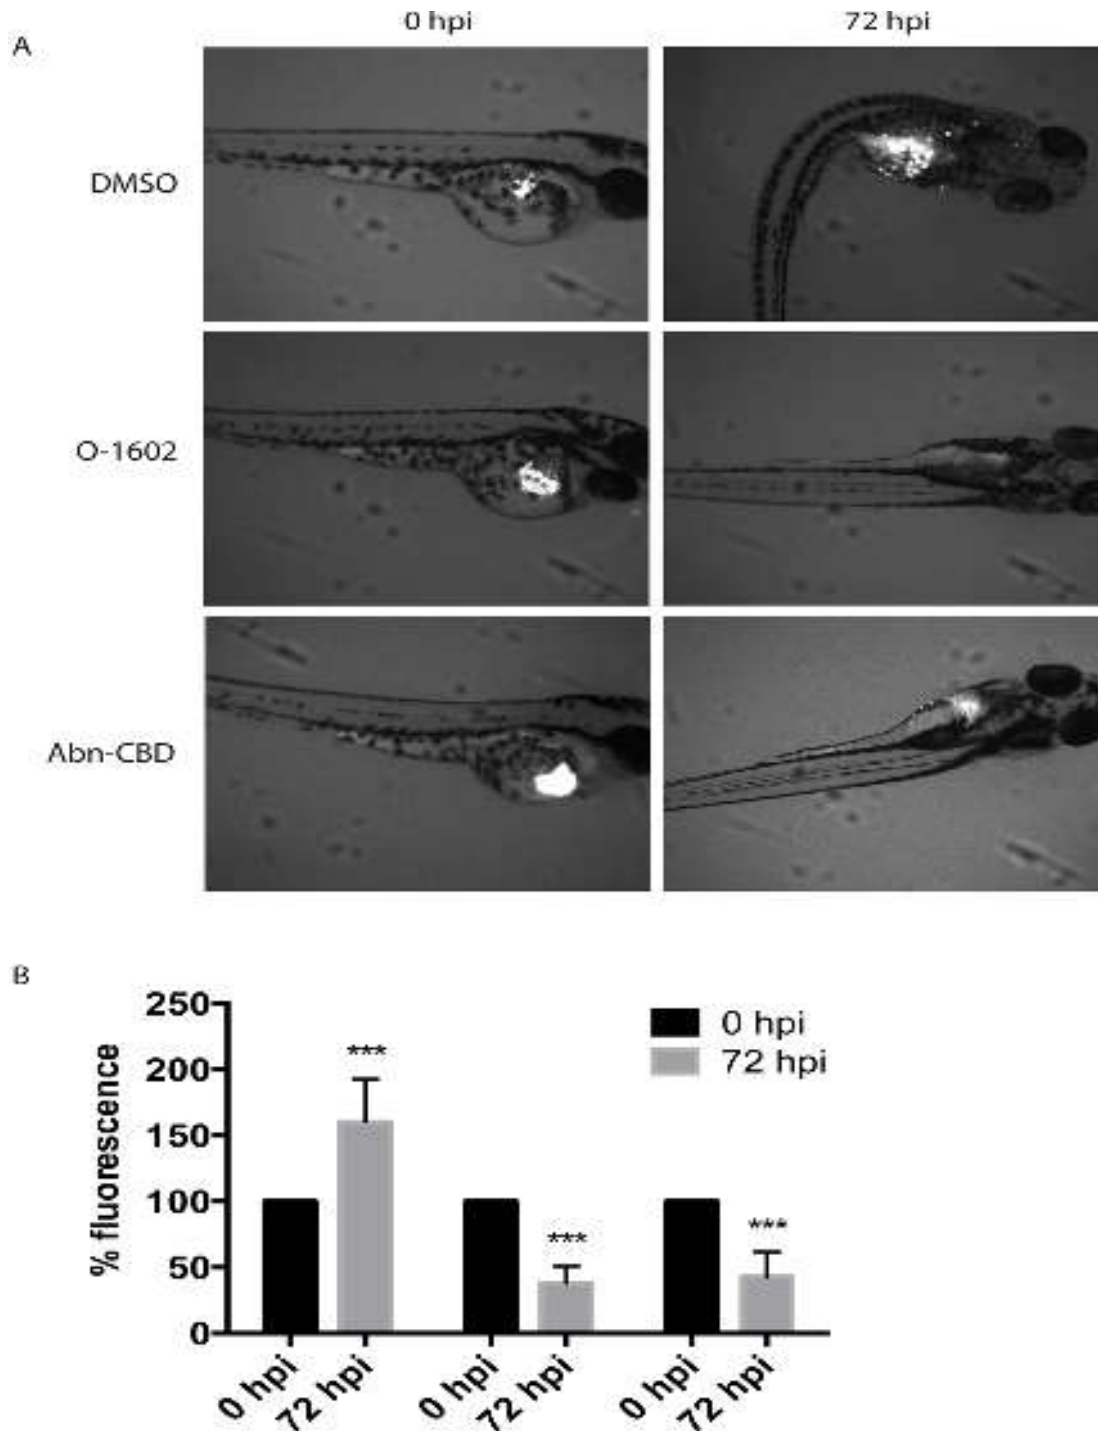 0 hpi 72 hpi
A
DMSO
O-1602
Abn-CBD
B
250
200
150
100
50
0
% fluorescence
*** *** ***
0 hpi
72 hpi
0 hpi 72 hpi 0 hpi 72 hpi 0 hpi 72 hpi